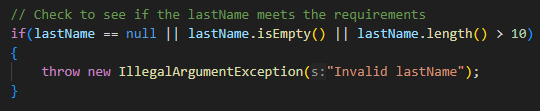 // Check to see if the lastName meets the requirements
if(lastName == null || lastName.isEmpty() || lastName.length() > 10)
{
throw new IllegalArgumentException(s:"Invalid lastName");
}